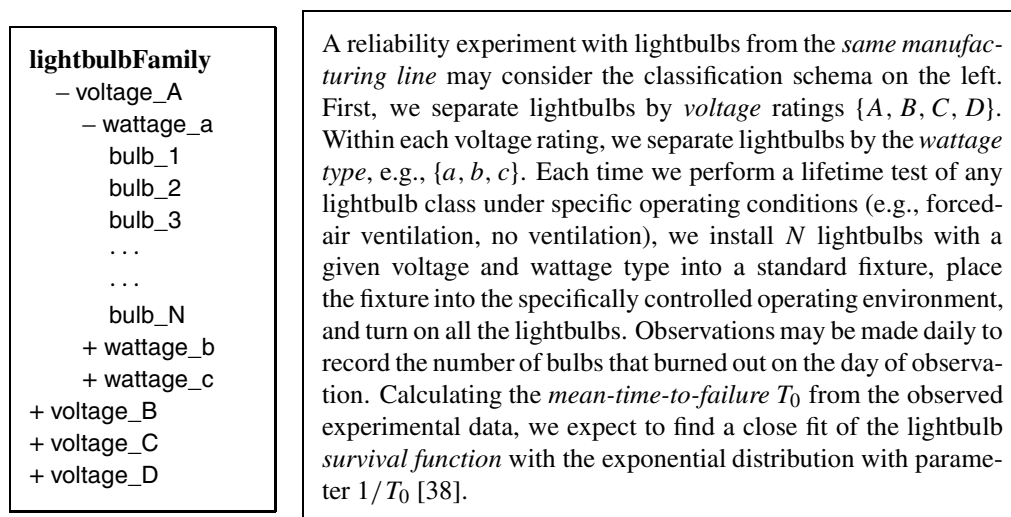 lightbulbFamily
– voltage_A
– wattage_a
bulb_1
bulb_2
bulb_3
· · ·
· · ·
bulb_N
+ wattage_b
+ wattage_c
+ voltage_B
+ voltage_C
+ voltage_D
A reliability experiment with lightbulbs from the same manufac-
turing line may consider the classification schema on the left.
First, we separate lightbulbs by voltage ratings {A, B, C, D}.
Within each voltage rating, we separate lightbulbs by the wattage
type, e.g., {a, b, c}. Each time we perform a lifetime test of any
lightbulb class under specific operating conditions (e.g., forced-
air ventilation, no ventilation), we install N lightbulbs with a
given voltage and wattage type into a standard fixture, place
the fixture into the specifically controlled operating environment,
and turn on all the lightbulbs. Observations may be made daily to
record the number of bulbs that burned out on the day of observa-
tion. Calculating the mean-time-to-failure T₀ from the observed
experimental data, we expect to find a close fit of the lightbulb
survival function with the exponential distribution with parame-
ter 1/T₀ [38].